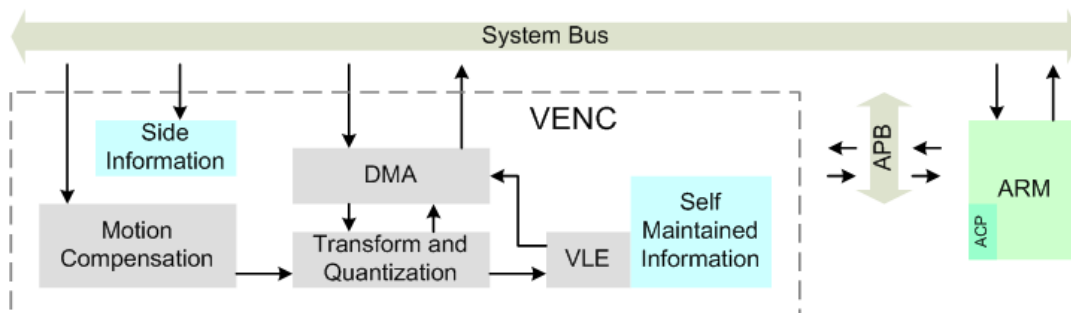 System Bus
VENC
Side
Information
DMA
APB
ARM
ACP
Motion
Compensation
Transform and
Quantization
VLE
Self
Maintained
Information